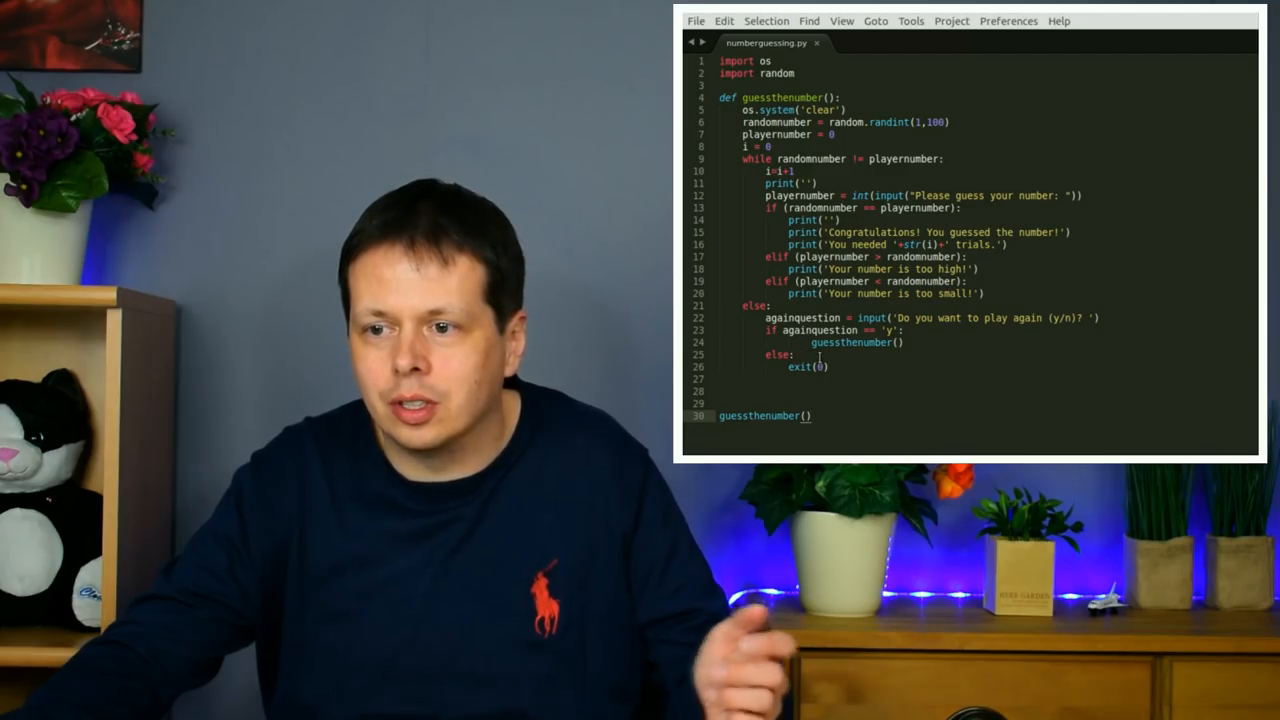 File Edit Selection Find View Goto Tools Project Preferences Help
numberguessing.py ×
1 import os
2 import random
3
4 def guessthenumber():
5 os.system('clear')
6 randomnumber = random.randint(1,100)
7 playernumber = 0
8 i = 0
9 while randomnumber != playernumber:
10 i=i+1
11 print('')
12 playernumber = int(input("Please guess your number: "))
13 if (randomnumber == playernumber):
14 print('')
15 print('Congratulations! You guessed the number!')
16 print('You needed '+str(i)+' trials.')
17 elif (playernumber > randomnumber):
18 print('Your number is too high!')
19 elif (playernumber < randomnumber):
20 print('Your number is too small!')
21 else:
22 againquestion = input('Do you want to play again (y/n)? ')
23 if againquestion == 'y':
24 guessthenumber()
25 else:
26 exit(0)
27
28
29
30 guessthenumber()
HERB GARDEN